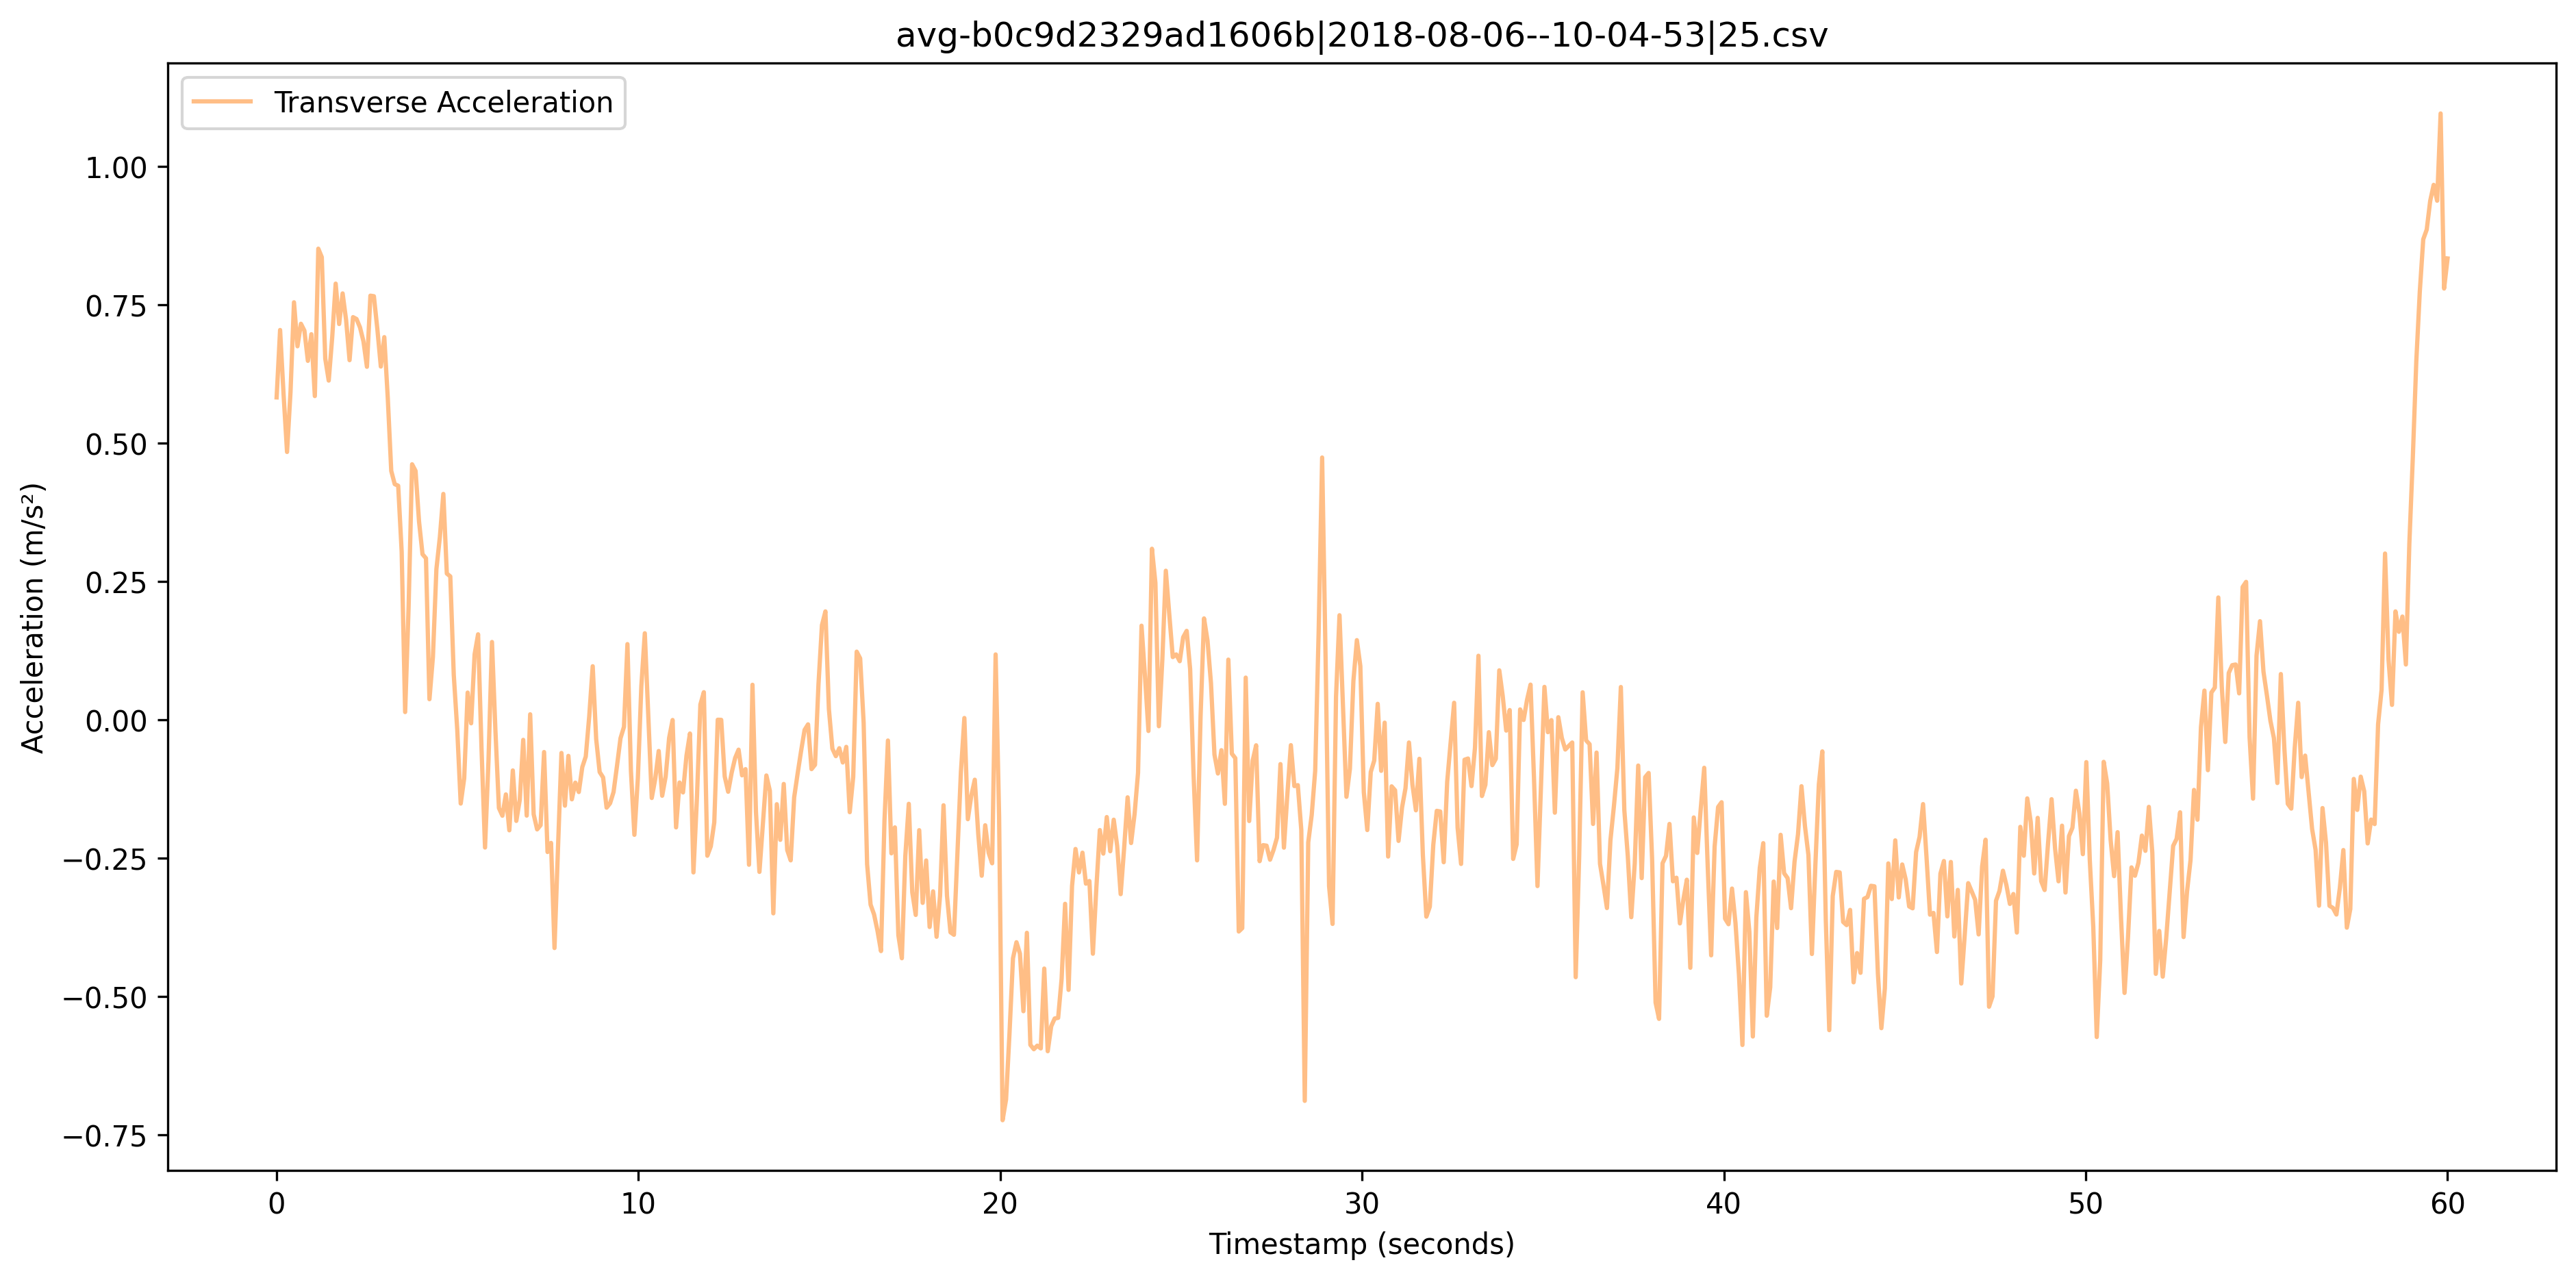 avg-b0c9d2329ad1606b|2018-08-06--10-04-53|25.csv
Transverse Acceleration
1.00
0.75
0.50
0.25
0.00
−0.25
−0.50
−0.75
Acceleration (m/s²)
0 10 20 30 40 50 60
Timestamp (seconds)